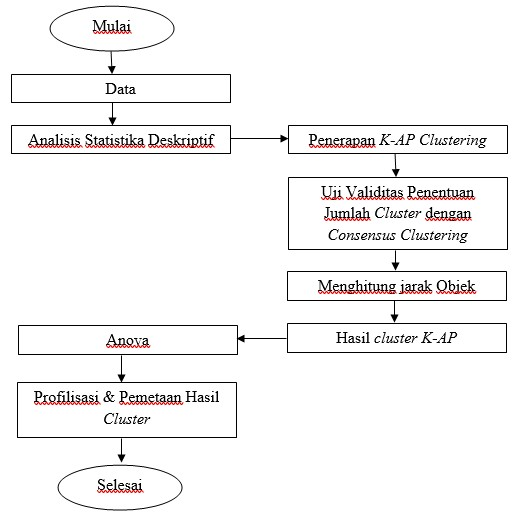 Mulai
Data
Analisis Statistika Deskriptif
Penerapan K-AP Clustering
Uji Validitas Penentuan
Jumlah Cluster dengan
Consensus Clustering
Menghitung jarak Objek
Hasil cluster K-AP
Anova
Profilisasi & Pemetaan Hasil
Cluster
Selesai